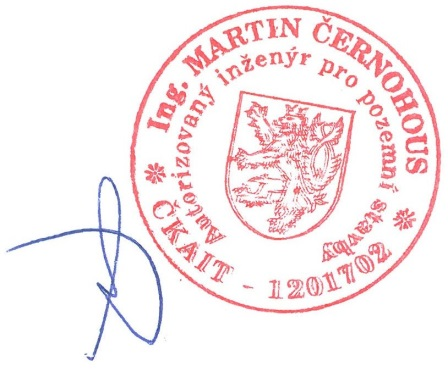 Ing. MARTIN ČERNOHOUS
Autorizovaný inženýr pro pozemní stavby
ČKAIT - 1201702